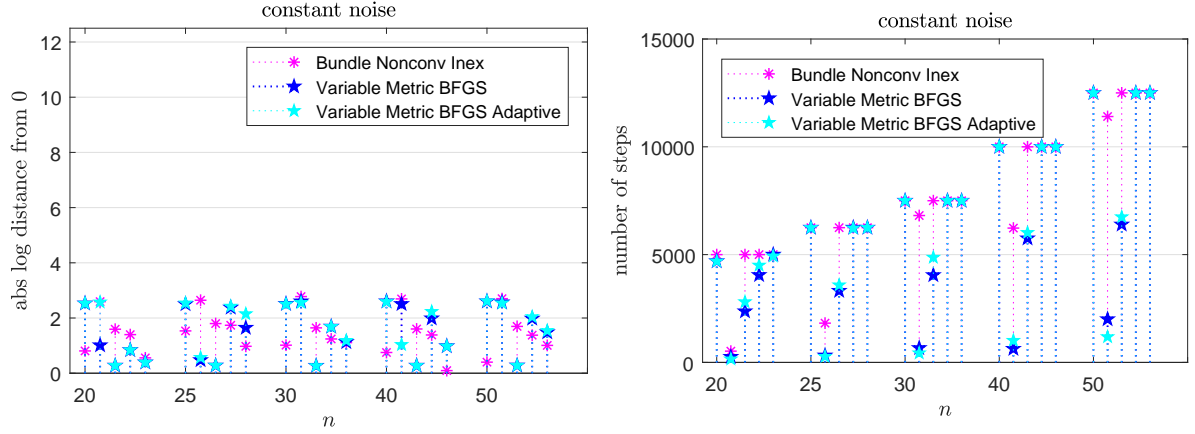 constant noise
abs log distance from 0
12
10
8
6
4
2
0
Bundle Nonconv Inex
Variable Metric BFGS
Variable Metric BFGS Adaptive
20 25 30 40 50
n
constant noise
number of steps
15000
10000
5000
0
Bundle Nonconv Inex
Variable Metric BFGS
Variable Metric BFGS Adaptive
20 25 30 40 50
n